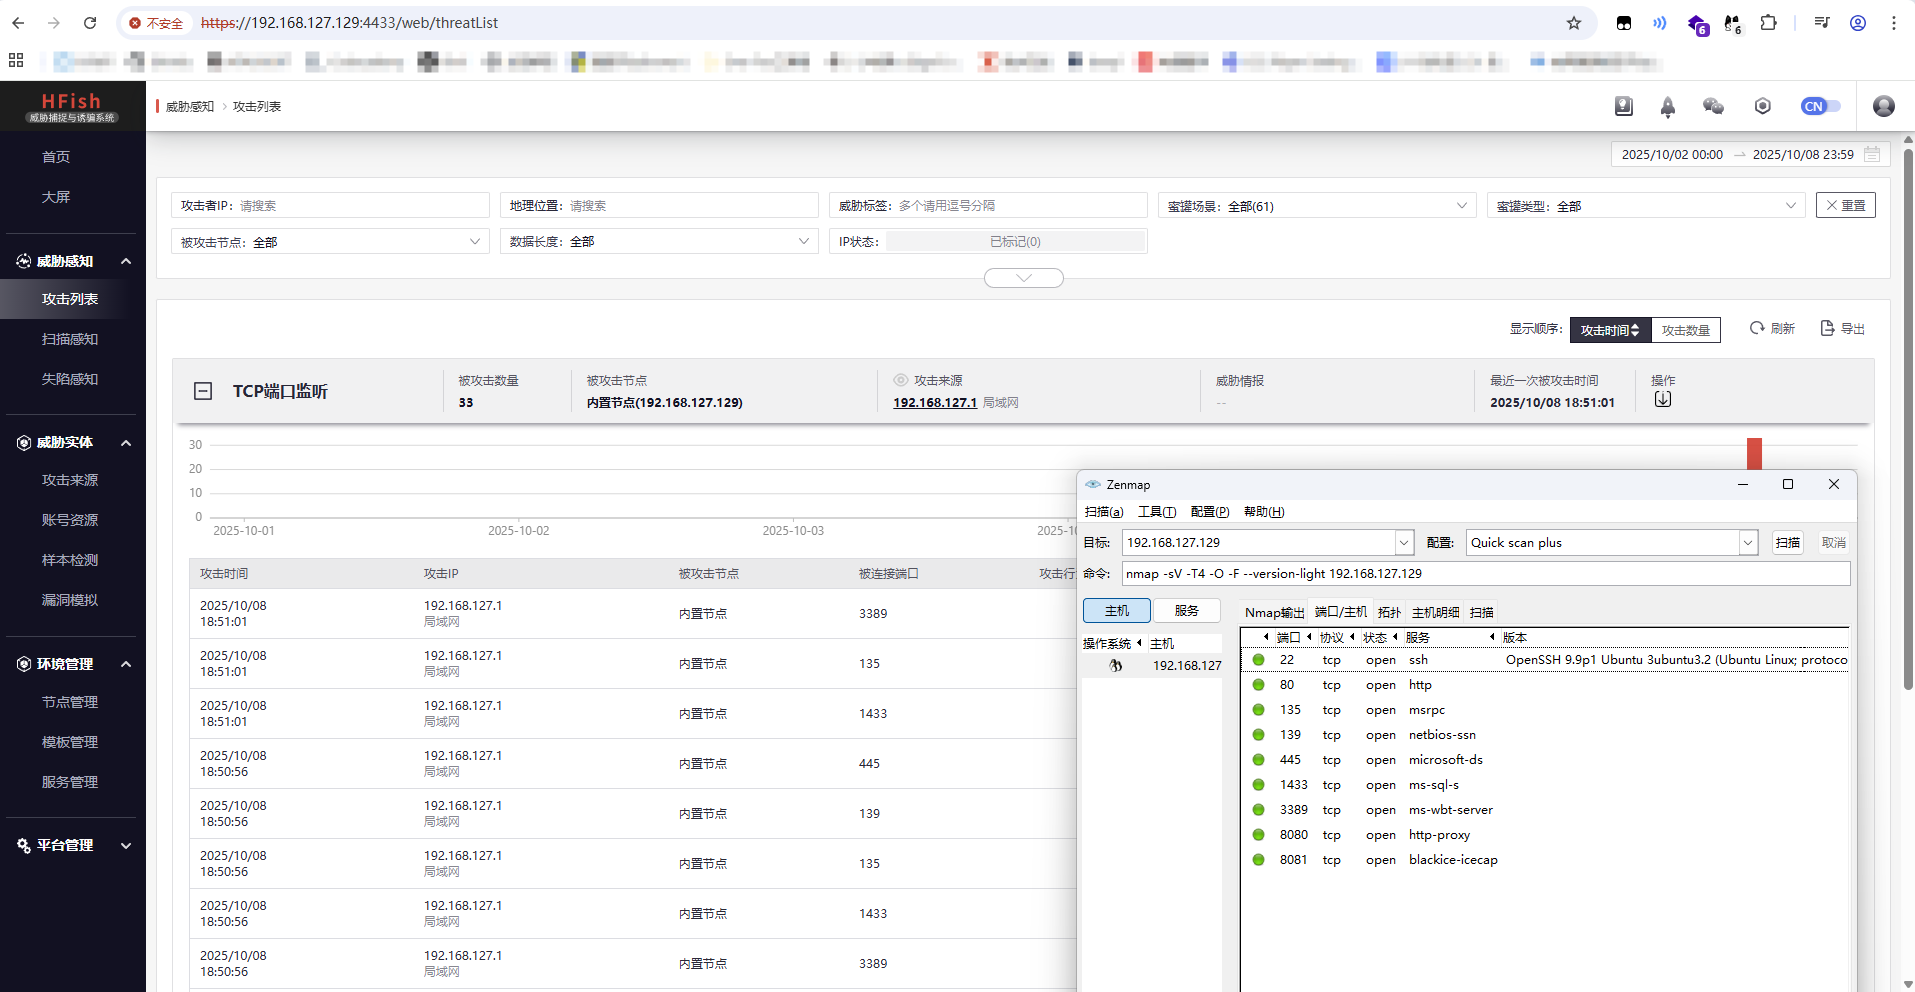 不安全 https://192.168.127.129:4433/web/threatList
6
6
HFish
威胁捕捉与诱骗系统
威胁感知 > 攻击列表
CN
首页
大屏
威胁感知
攻击列表
扫描感知
失陷感知
威胁实体
攻击来源
账号资源
样本检测
漏洞模拟
环境管理
节点管理
模板管理
服务管理
平台管理
2025/10/02 00:00 → 2025/10/08 23:59
攻击者IP: 请搜索
地理位置: 请搜索
威胁标签: 多个请用逗号分隔
蜜罐场景: 全部(61)
蜜罐类型: 全部
重置
被攻击节点: 全部
数据长度: 全部
IP状态: 已标记(0)
显示顺序: 攻击时间 攻击数量 刷新 导出
TCP端口监听
被攻击数量
33
被攻击节点
内置节点(192.168.127.129)
攻击来源
192.168.127.1 局域网
威胁情报
--
最近一次被攻击时间
2025/10/08 18:51:01
操作
30
20
10
0
2025-10-01 2025-10-02 2025-10-03 2025-1
攻击时间 攻击IP 被攻击节点 被连接端口 攻击行
2025/10/08 18:51:01 192.168.127.1 局域网 内置节点 3389
2025/10/08 18:51:01 192.168.127.1 局域网 内置节点 135
2025/10/08 18:51:01 192.168.127.1 局域网 内置节点 1433
2025/10/08 18:50:56 192.168.127.1 局域网 内置节点 445
2025/10/08 18:50:56 192.168.127.1 局域网 内置节点 139
2025/10/08 18:50:56 192.168.127.1 局域网 内置节点 135
2025/10/08 18:50:56 192.168.127.1 局域网 内置节点 1433
2025/10/08 18:50:56 192.168.127.1 局域网 内置节点 3389
Zenmap
扫描(a) 工具(T) 配置(P) 帮助(H)
目标: 192.168.127.129 配置: Quick scan plus 扫描 取消
命令: nmap -sV -T4 -O -F --version-light 192.168.127.129
主机 服务
操作系统 主机
192.168.127
Nmap输出 端口/主机 拓扑 主机明细 扫描
端口 协议 状态 服务 版本
22 tcp open ssh OpenSSH 9.9p1 Ubuntu 3ubuntu3.2 (Ubuntu Linux; protoco
80 tcp open http
135 tcp open msrpc
139 tcp open netbios-ssn
445 tcp open microsoft-ds
1433 tcp open ms-sql-s
3389 tcp open ms-wbt-server
8080 tcp open http-proxy
8081 tcp open blackice-icecap